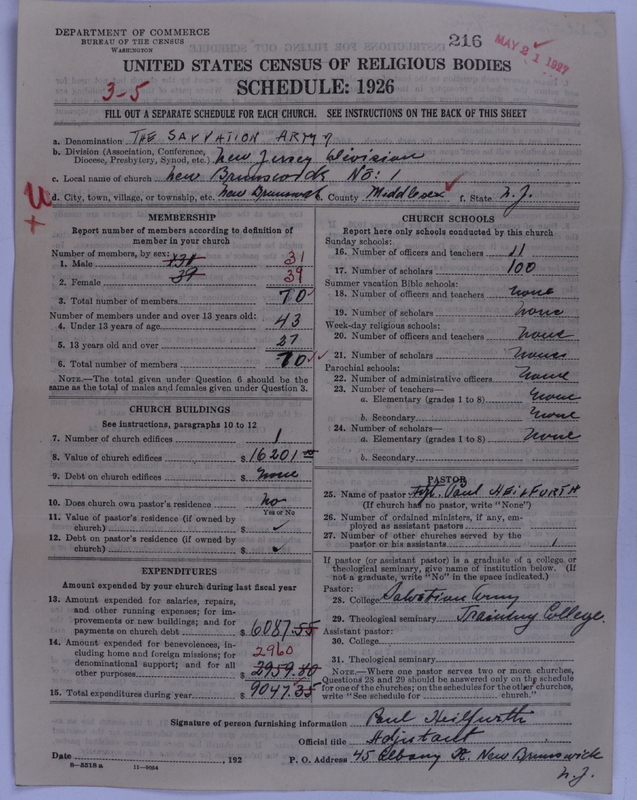 DEPARTMENT OF COMMERCE
BUREAU OF THE CENSUS
WASHINGTON
216
MAY 21 1927
UNITED STATES CENSUS OF RELIGIOUS BODIES
SCHEDULE: 1926
3-5
FILL OUT A SEPARATE SCHEDULE FOR EACH CHURCH. SEE INSTRUCTIONS ON THE BACK OF THIS SHEET
a. Denomination THE SALVATION ARMY
b. Division (Association, Conference, Diocese, Presbytery, Synod, etc.) New Jersey Division
c. Local name of church New Brunswick No: 1
d. City, town, village, or township, etc. New Brunswick e. County Middlesex f. State N.J.
MEMBERSHIP
Report number of members according to definition of
member in your church
Number of members, by sex:
1. Male 31
2. Female 39 39
3. Total number of members 70
Number of members under and over 13 years old:
4. Under 13 years of age 43
5. 13 years old and over 27
6. Total number of members 70
NOTE.—The total given under Question 6 should be the
same as the total of males and females given under Question 3.
CHURCH BUILDINGS
See instructions, paragraphs 10 to 12
7. Number of church edifices 1
8. Value of church edifices $ 16201.00
9. Debt on church edifices $ none
10. Does church own pastor's residence No
Yes or No
11. Value of pastor's residence (if owned by
church) $ ✓
12. Debt on pastor's residence (if owned by
church) $ ✓
EXPENDITURES
Amount expended by your church during last fiscal year
13. Amount expended for salaries, repairs,
and other running expenses; for im-
provements or new buildings; and for
payments on church debt $ 6087.55
14. Amount expended for benevolences, in-
cluding home and foreign missions; for
denominational support; and for all
other purposes $ 2960 2959.80
15. Total expenditures during year $ 9047.35
CHURCH SCHOOLS
Report here only schools conducted by this church
Sunday schools:
16. Number of officers and teachers 11
17. Number of scholars 100
Summer vacation Bible schools:
18. Number of officers and teachers none
19. Number of scholars none
Week-day religious schools:
20. Number of officers and teachers none
21. Number of scholars none
Parochial schools:
22. Number of administrative officers none
23. Number of teachers—
a. Elementary (grades 1 to 8) none
b. Secondary none
24. Number of scholars—
a. Elementary (grades 1 to 8) none
b. Secondary
PASTOR
25. Name of pastor Adjt. Paul HEILFURTH
(If church has no pastor, write "None")
26. Number of ordained ministers, if any, em-
ployed as assistant pastors
27. Number of other churches served by the
pastor or his assistants 1
If pastor (or assistant pastor) is a graduate of a college or
theological seminary, give name of institution below. (If
not a graduate, write "No" in the space indicated.)
Pastor:
28. College Salvation Army
29. Theological seminary Training College.
Assistant pastor:
30. College
31. Theological seminary
NOTE.—Where one pastor serves two or more churches,
Questions 28 and 29 should be answered only on the schedule
for one of the churches; on the schedules for the other churches,
write "See schedule for church."
Signature of person furnishing information Paul Heilfurth
Official title Adjutant
Date , 192
P. O. Address 45 St. New Brunswick
N.J.
8-5518a 11-9034